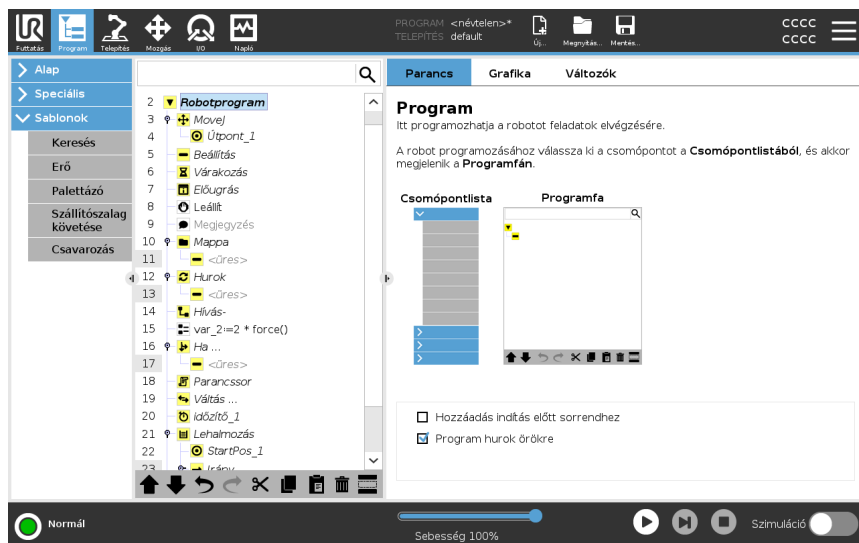 PROGRAM <névtelen>*
TELEPÍTÉS default
CCCC
CCCC
Futtatás Program Telepítés Mozgás I/O Napló
Új... Megnyitás... Mentés...
Alap
Speciális
Sablonok
Keresés
Erő
Palettázó
Szállítószalag
követése
Csavarozás
2 Robotprogram
3 MoveJ
4 Útpont_1
5 Beállítás
6 Várakozás
7 Előugrás
8 Leállít
9 Megjegyzés
10 Mappa
11 <üres>
12 Hurok
13 <üres>
14 Hívás-
15 var_2:=2 * force()
16 Ha ...
17 <üres>
18 Parancssor
19 Váltás ...
20 Időzítő_1
21 Lehalmozás
22 StartPos_1
23 Irány
Parancs Grafika Változók
Program
Itt programozhatja a robotot feladatok elvégzésére.
A robot programozásához válassza ki a csomópontot a Csomópontlistából, és akkor
megjelenik a Programfán.
Csomópontlista Programfa
Hozzáadás indítás előtt sorrendhez
Program hurok örökre
Normál
Sebesség 100%
Szimuláció